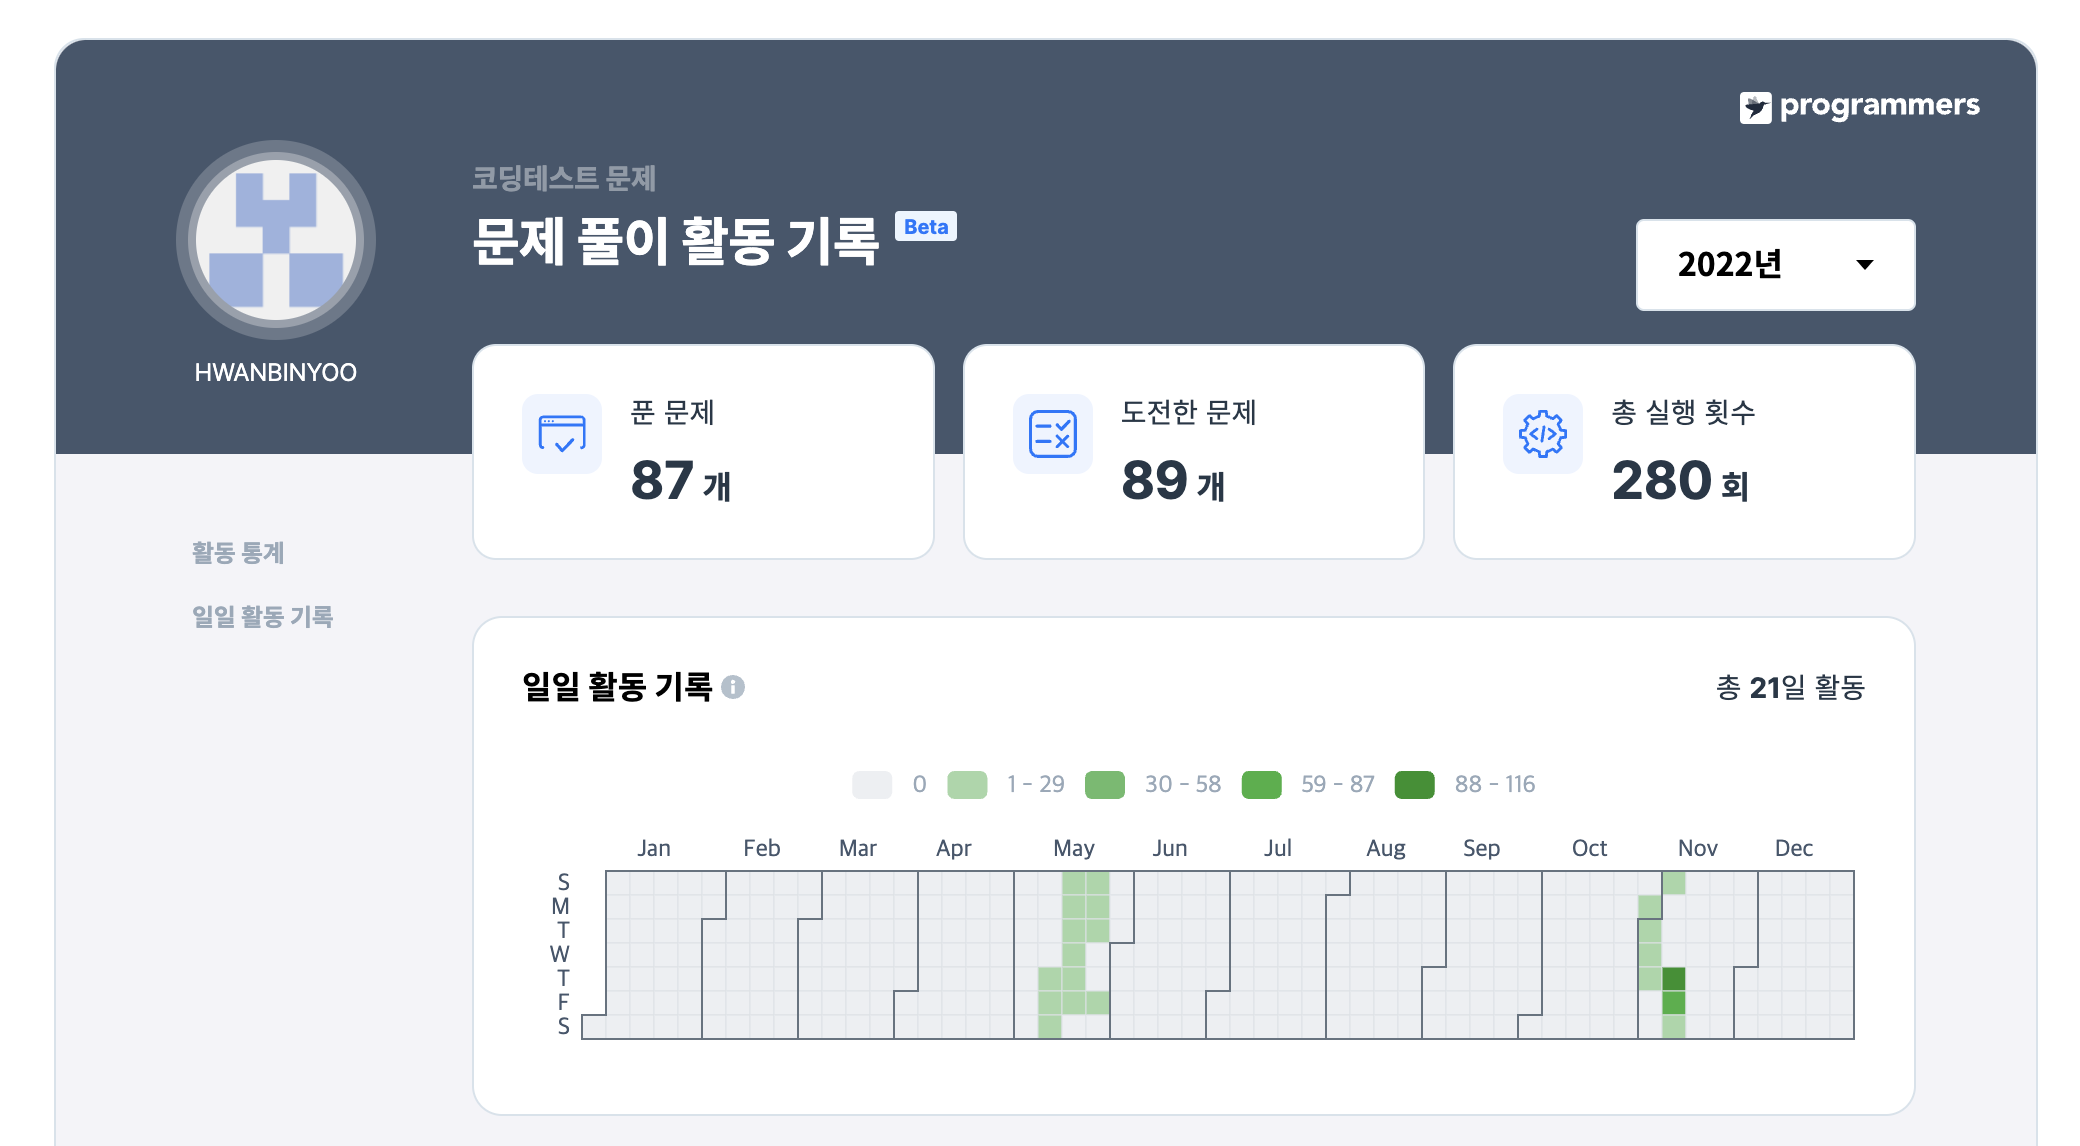 programmers
코딩테스트 문제
문제 풀이 활동 기록 Beta
2022년
HWANBINYOO
푼 문제
87 개
도전한 문제
89 개
총 실행 횟수
280 회
활동 통계
일일 활동 기록
일일 활동 기록
총 21일 활동
0 1 - 29 30 - 58 59 - 87 88 - 116
Jan Feb Mar Apr May Jun Jul Aug Sep Oct Nov Dec
S
M
T
W
T
F
S